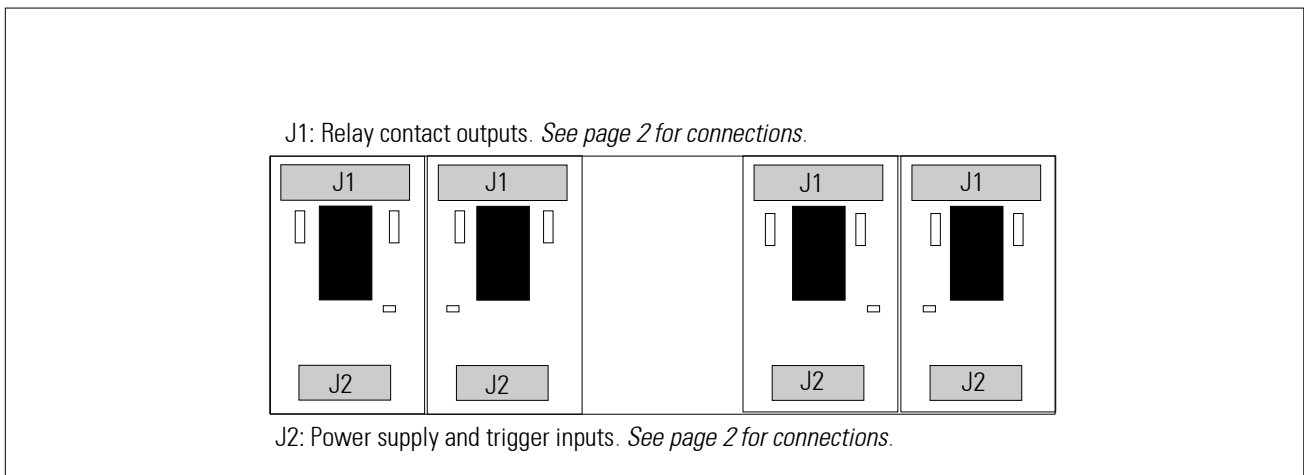 J1: Relay contact outputs. See page 2 for connections.
J1 J1 J1 J1
J2 J2 J2 J2
J2: Power supply and trigger inputs. See page 2 for connections.